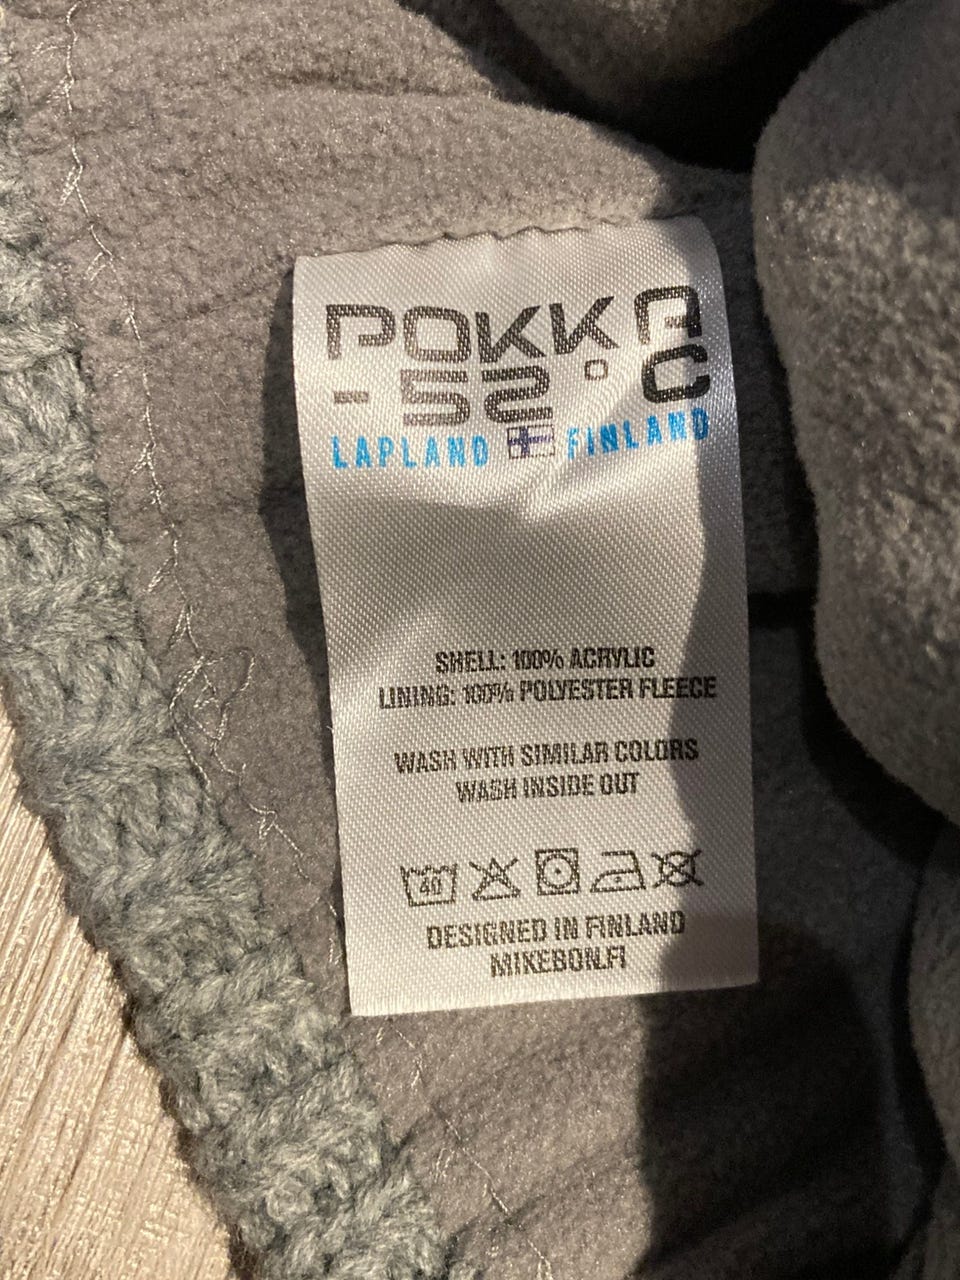 POKKA
-52°C
LAPLAND FINLAND
SHELL: 100% ACRYLIC
LINING: 100% POLYESTER FLEECE
WASH WITH SIMILAR COLORS
WASH INSIDE OUT
40
DESIGNED IN FINLAND
MIKEBON.FI